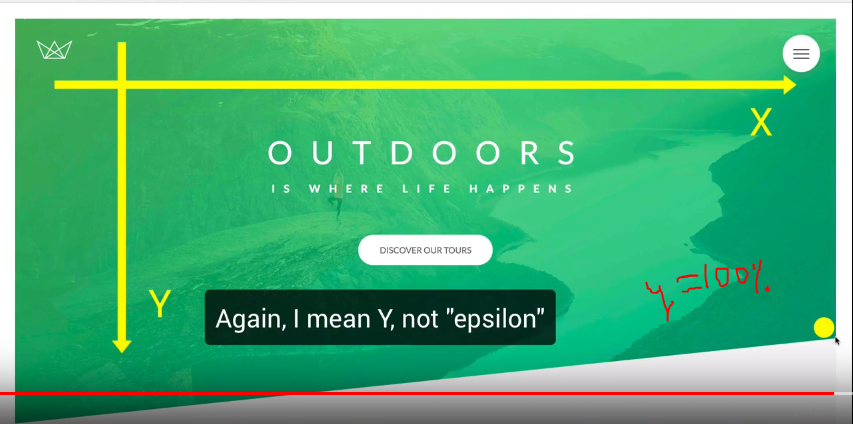 X
OUTDOORS
IS WHERE LIFE HAPPENS
DISCOVER OUR TOURS
y=100%
Y
Again, I mean Y, not "epsilon"